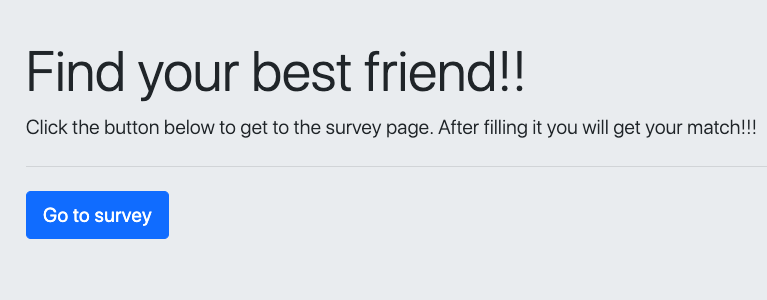 Find your best friend!!
Click the button below to get to the survey page. After filling it you will get your match!!!
Go to survey